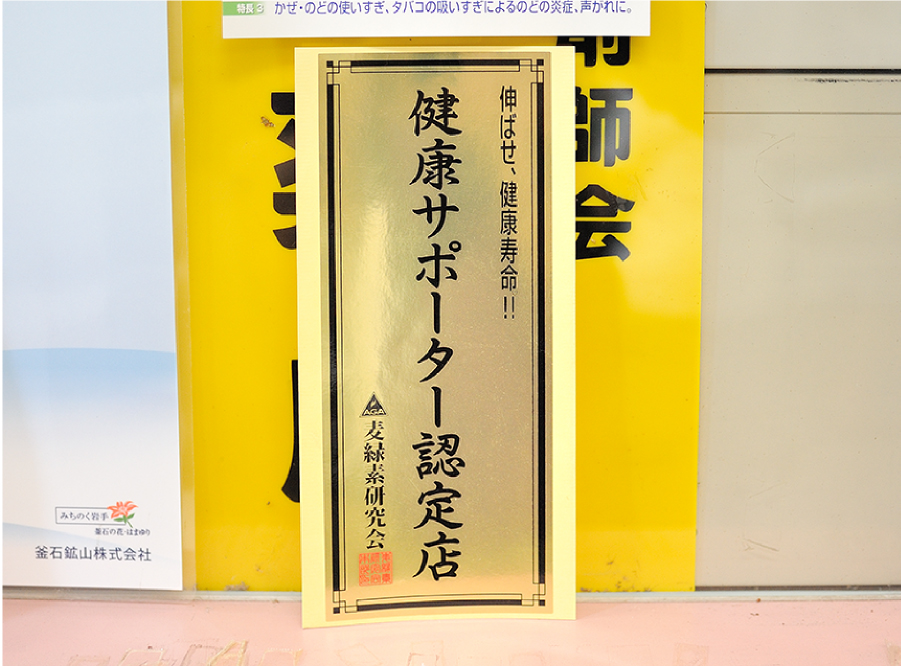 特長3 かぜ・のどの使いすぎ、タバコの吸いすぎによるのどの炎症、声がれに。
伸ばせ、健康寿命!!
健康サポーター認定店
AGA
麦緑素研究会
剤師会
みちのく岩手
釜石の花・はまゆり
釜石鉱山株式会社